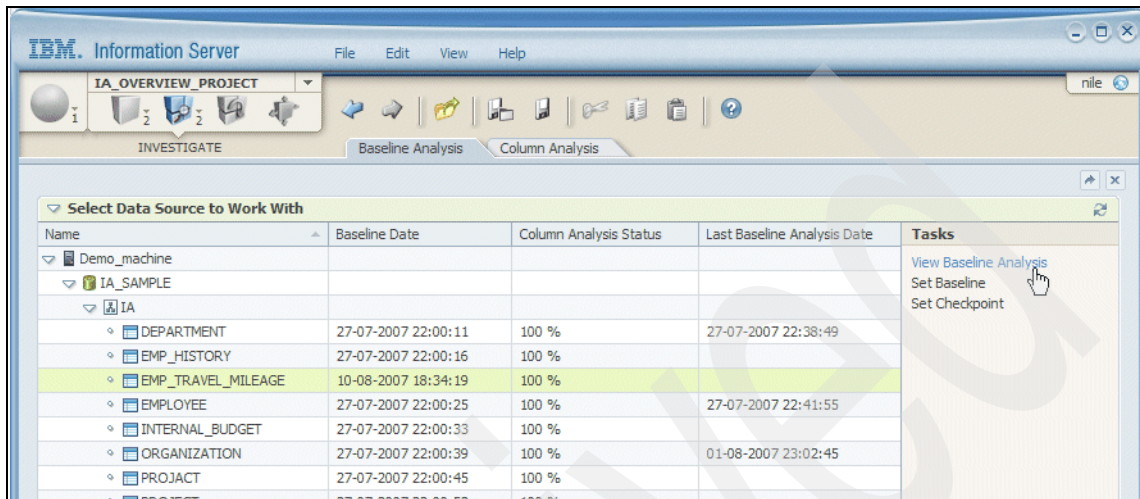 IBM. Information Server File Edit View Help
IA_OVERVIEW_PROJECT nile
1 2 2
INVESTIGATE Baseline Analysis Column Analysis
Select Data Source to Work With
Name Baseline Date Column Analysis Status Last Baseline Analysis Date Tasks
Demo_machine View Baseline Analysis
IA_SAMPLE Set Baseline
IA Set Checkpoint
DEPARTMENT 27-07-2007 22:00:11 100 % 27-07-2007 22:38:49
EMP_HISTORY 27-07-2007 22:00:16 100 %
EMP_TRAVEL_MILEAGE 10-08-2007 18:34:19 100 %
EMPLOYEE 27-07-2007 22:00:25 100 % 27-07-2007 22:41:55
INTERNAL_BUDGET 27-07-2007 22:00:33 100 %
ORGANIZATION 27-07-2007 22:00:39 100 % 01-08-2007 23:02:45
PROJACT 27-07-2007 22:00:45 100 %